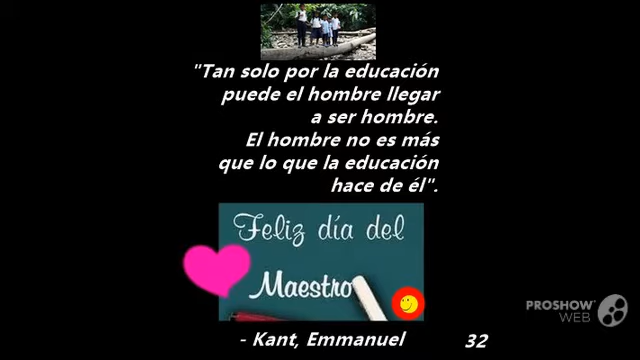 "Tan solo por la educación
puede el hombre llegar
a ser hombre.
El hombre no es más
que lo que la educación
hace de él".
Feliz día del
Maestro
- Kant, Emmanuel
32
PROSHOW
WEB